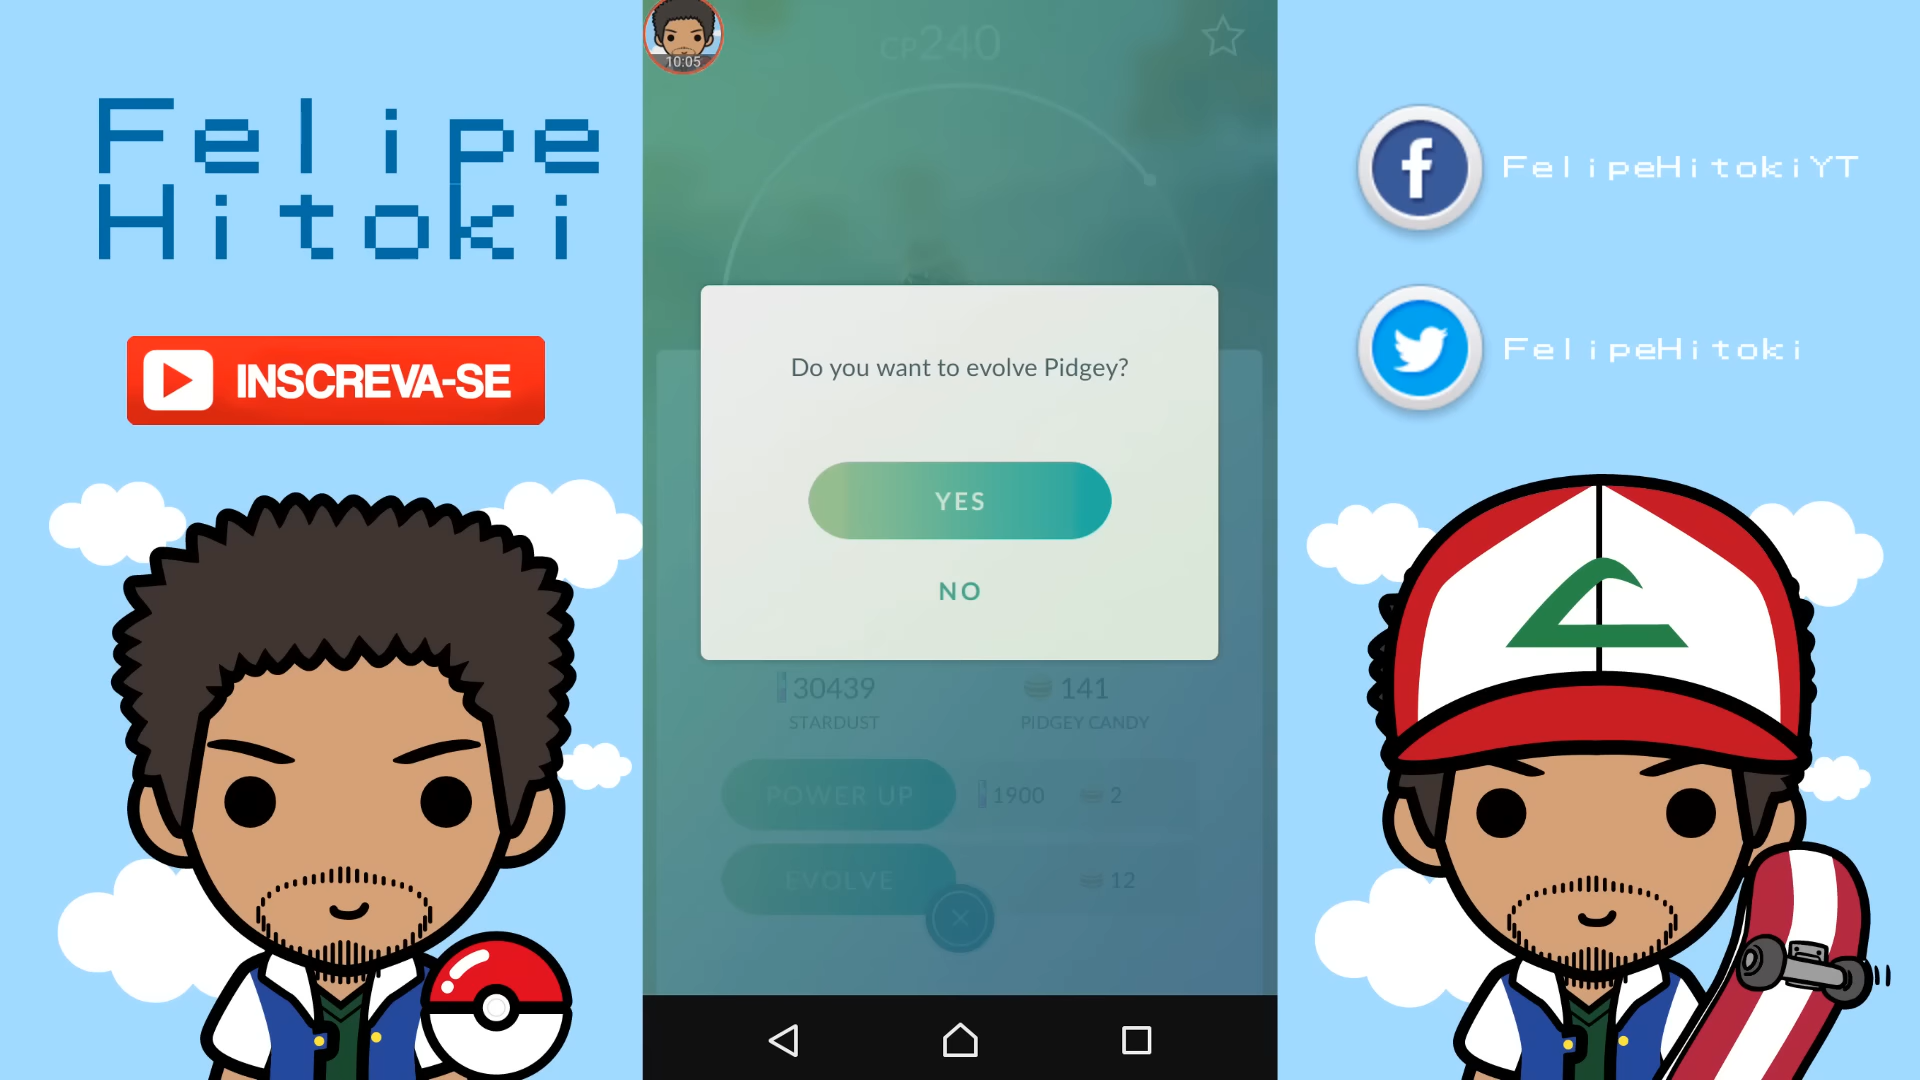 Felipe
Hitoki
INSCREVA-SE
10:05
CP240
Do you want to evolve Pidgey?
YES
NO
30439
STARDUST
141
PIDGEY CANDY
POWER UP
1900
2
EVOLVE
12
f
FelipeHitokiYT
FelipeHitoki